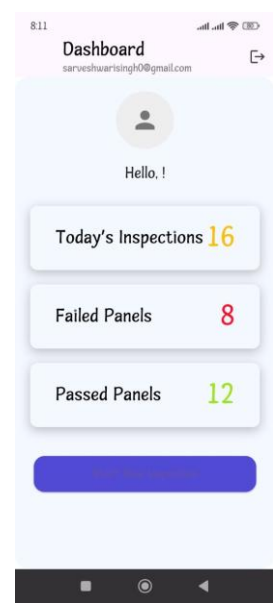 8:11
Dashboard
sarveshwarisingh0@gmail.com
Hello, !
Today's Inspections 16
Failed Panels 8
Passed Panels 12